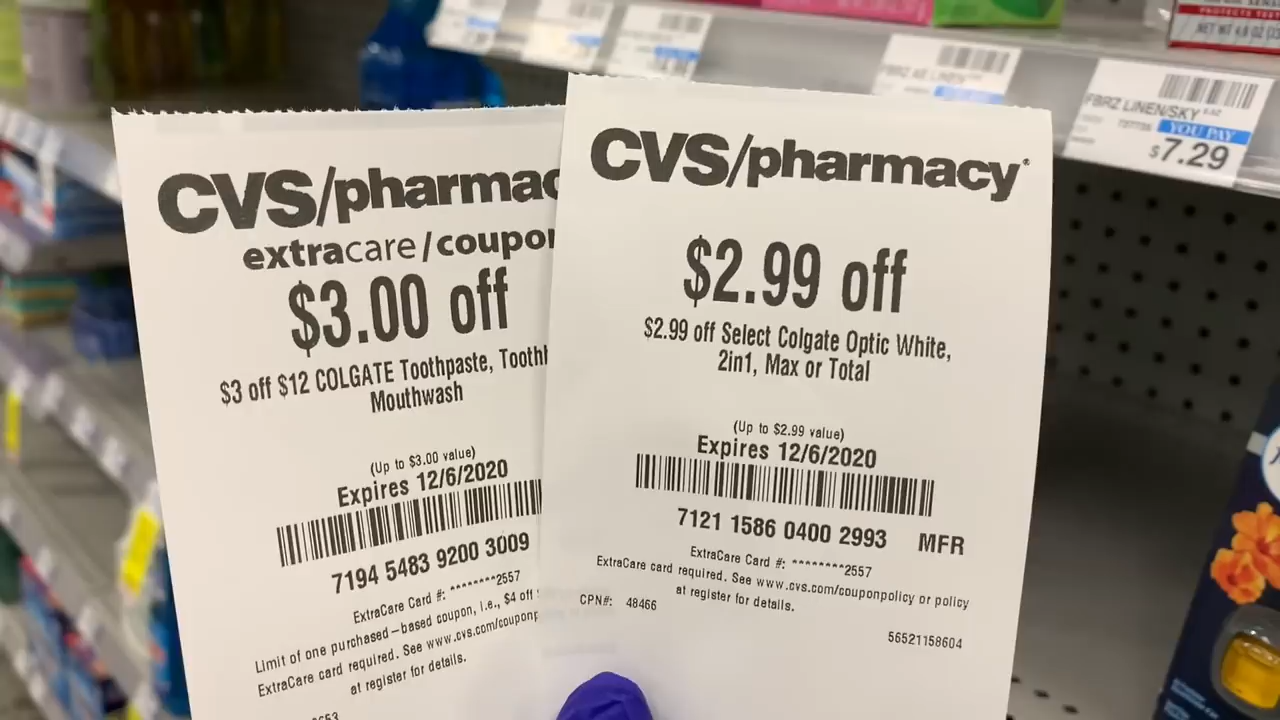 CVS/pharmac
extracare/coupon
$3.00 off
$3 off $12 COLGATE Toothpaste,
Mouthwash
(Up to $3.00 value)
Expires 12/6/2020
7194 5483 9200 3009
ExtraCare Card #: ********2557
Limit of one purchased-based coupon, i.e., $4 off
ExtraCare card required. See www.cvs.com/couponp
at register for details.
CVS/pharmacy
$2.99 off
$2.99 off Select Colgate Optic White,
2in1, Max or Total
(Up to $2.99 value)
Expires 12/6/2020
7121 1586 0400 2993 MFR
ExtraCare Card #: ********2557
ExtraCare card required. See www.cvs.com/couponpolicy or policy
at register for details.
CPN#: 48466
56521158604
FBRZ LINEN/SKY
YOU PAY
$7.29